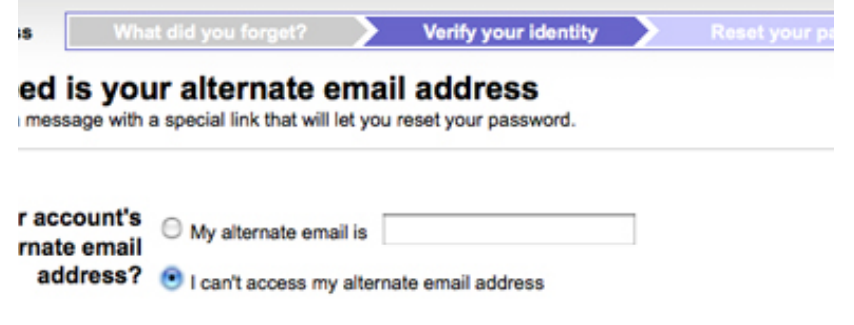 ss What did you forget? Verify your identity Reset your pa
ed is your alternate email address
message with a special link that will let you reset your password.
r account's
rnate email
address?
My alternate email is
I can't access my alternate email address